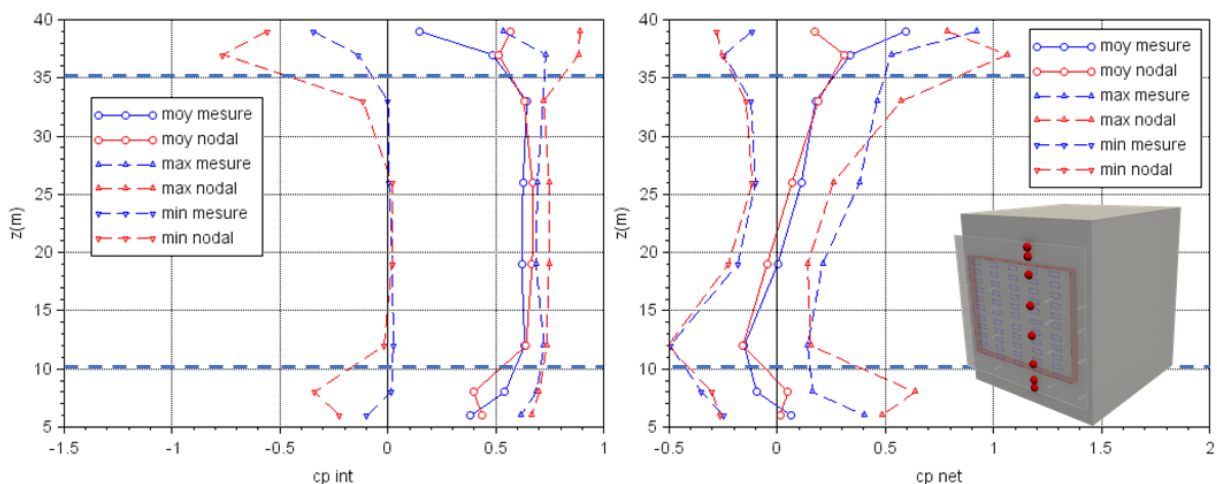 40
35
30
25
20
15
10
5
z(m)
-1.5
-1
-0.5
0
0.5
1
cp int
moy mesure
moy nodal
max mesure
max nodal
min mesure
min nodal
40
35
30
25
20
15
10
5
z(m)
-0.5
0
0.5
1
1.5
2
cp net
moy mesure
moy nodal
max mesure
max nodal
min mesure
min nodal